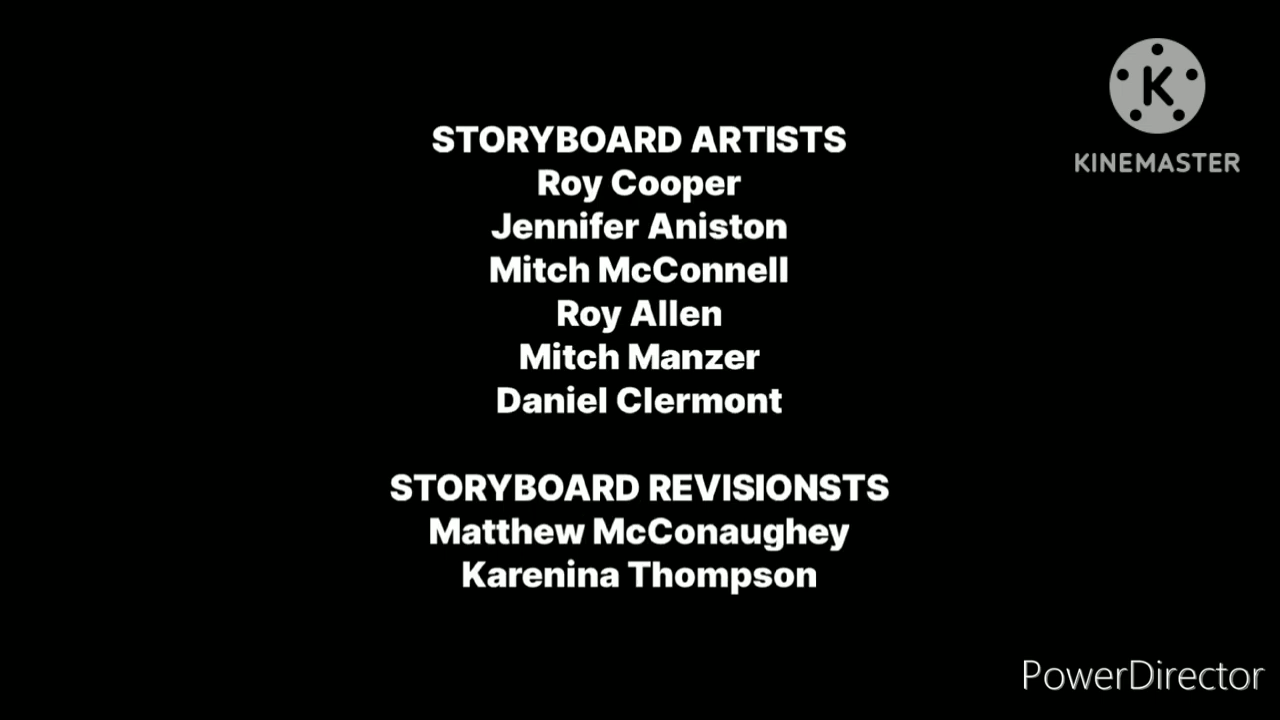 STORYBOARD ARTISTS
Roy Cooper
Jennifer Aniston
Mitch McConnell
Roy Allen
Mitch Manzer
Daniel Clermont
STORYBOARD REVISIONSTS
Matthew McConaughey
Karenina Thompson
K
KINEMASTER
PowerDirector